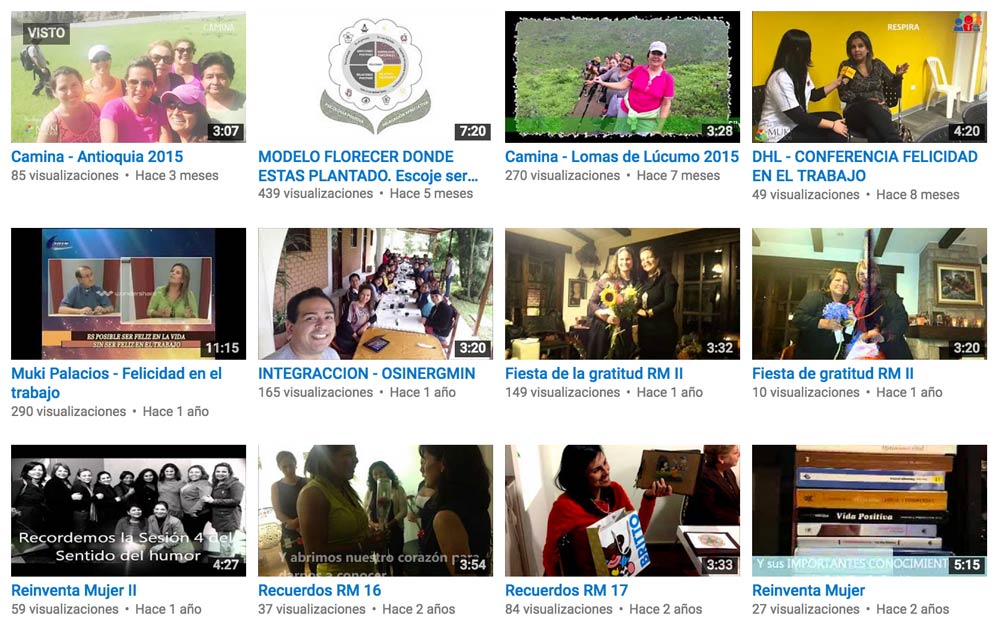 VISTO
CAMINA
MUKI
3:07
Camina - Antioquia 2015
85 visualizaciones • Hace 3 meses
7:20
MODELO FLORECER DONDE
ESTAS PLANTADO. Escoje ser…
439 visualizaciones • Hace 5 meses
3:28
Camina - Lomas de Lúcumo 2015
270 visualizaciones • Hace 7 meses
RESPIRA
MUKI
4:20
DHL - CONFERENCIA FELICIDAD
EN EL TRABAJO
49 visualizaciones • Hace 8 meses
wondershare
ES POSIBLE SER FELIZ EN LA VIDA
SIN SER FELIZ EN EL TRABAJO
11:15
Muki Palacios - Felicidad en el
trabajo
290 visualizaciones • Hace 1 año
3:20
INTEGRACCION - OSINERGMIN
165 visualizaciones • Hace 1 año
3:32
Fiesta de la gratitud RM II
149 visualizaciones • Hace 1 año
3:20
Fiesta de gratitud RM II
10 visualizaciones • Hace 1 año
Recordemos la Sesión 4 del
Sentido del humor
4:27
Reinventa Mujer II
59 visualizaciones • Hace 1 año
Y abrimos nuestro corazón para
darnos a conocer
3:54
Recuerdos RM 16
37 visualizaciones • Hace 2 años
BRITTO
3:33
Recuerdos RM 17
84 visualizaciones • Hace 2 años
Vida Positiva
Y sus IMPORTANTES CONOCIMIENT
5:15
Reinventa Mujer
27 visualizaciones • Hace 2 años